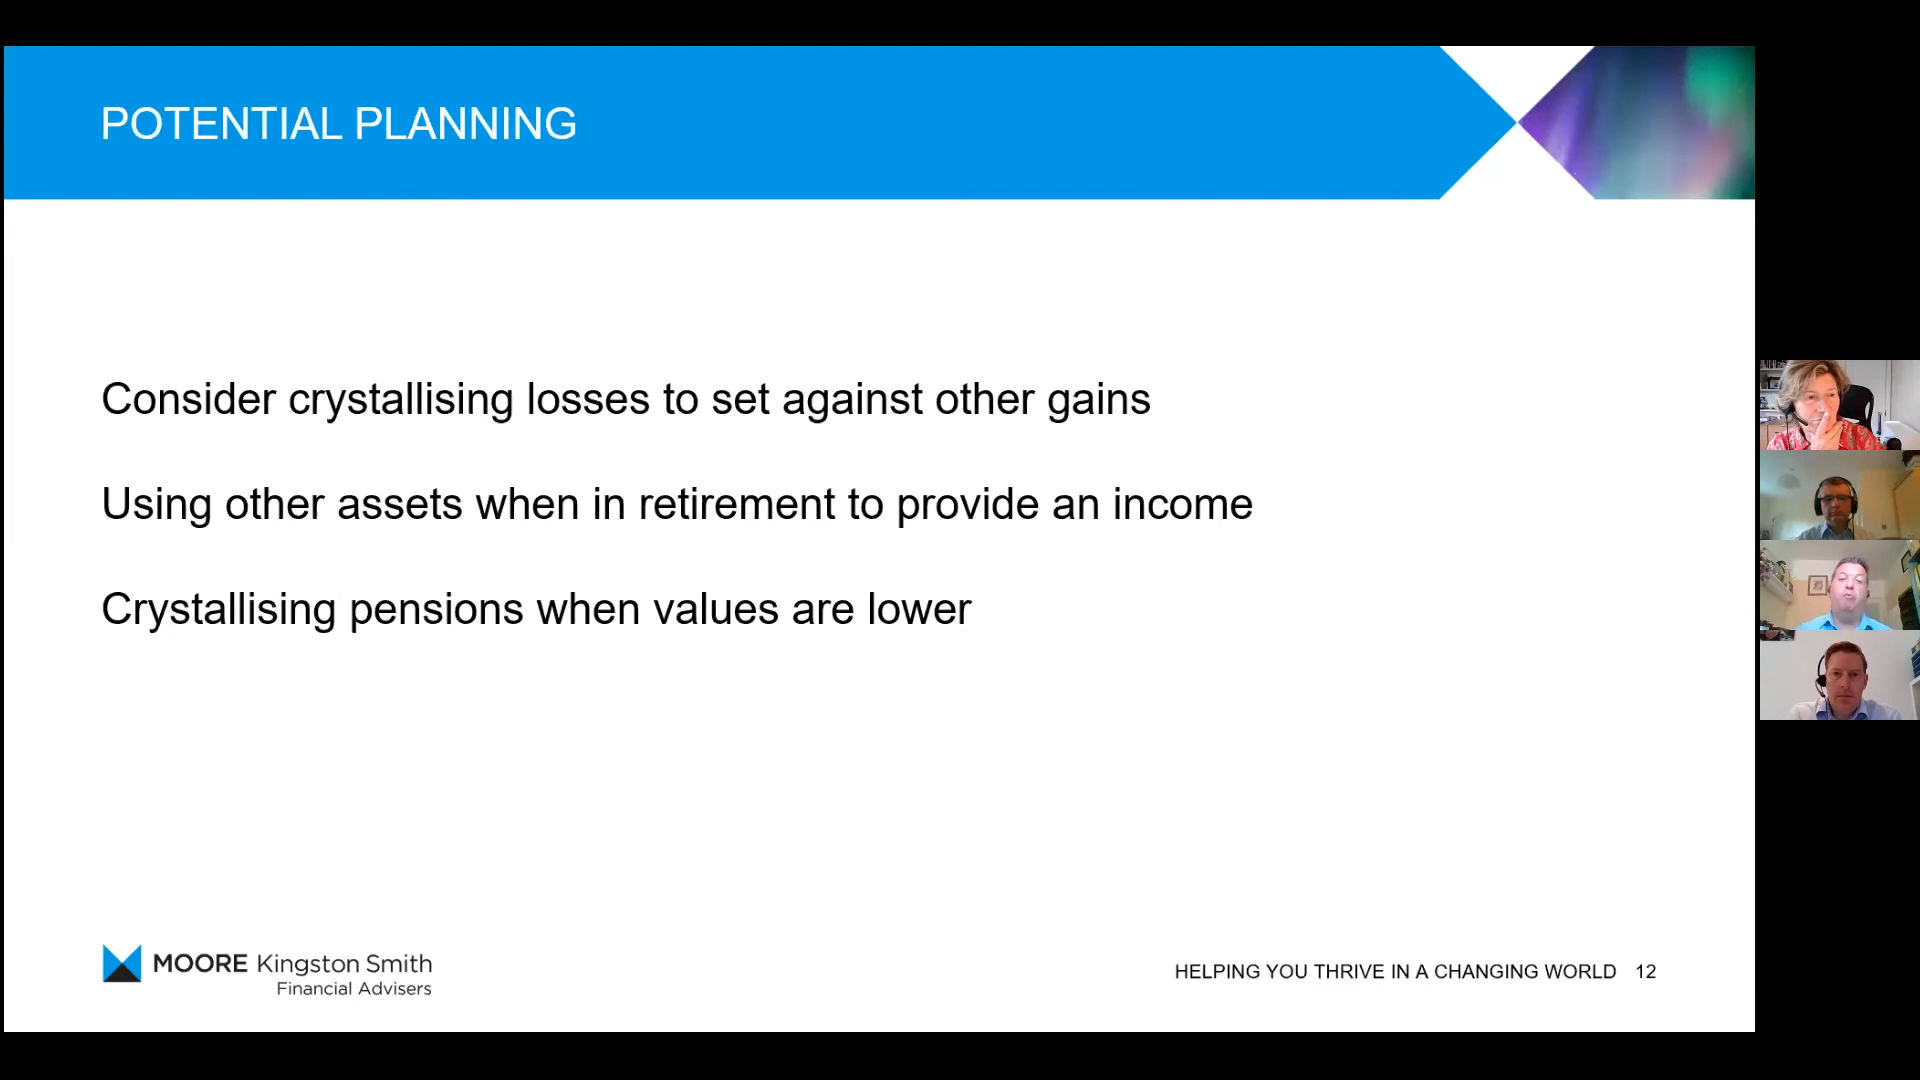 POTENTIAL PLANNING
Consider crystallising losses to set against other gains
Using other assets when in retirement to provide an income
Crystallising pensions when values are lower
MOORE Kingston Smith
Financial Advisers
HELPING YOU THRIVE IN A CHANGING WORLD 12